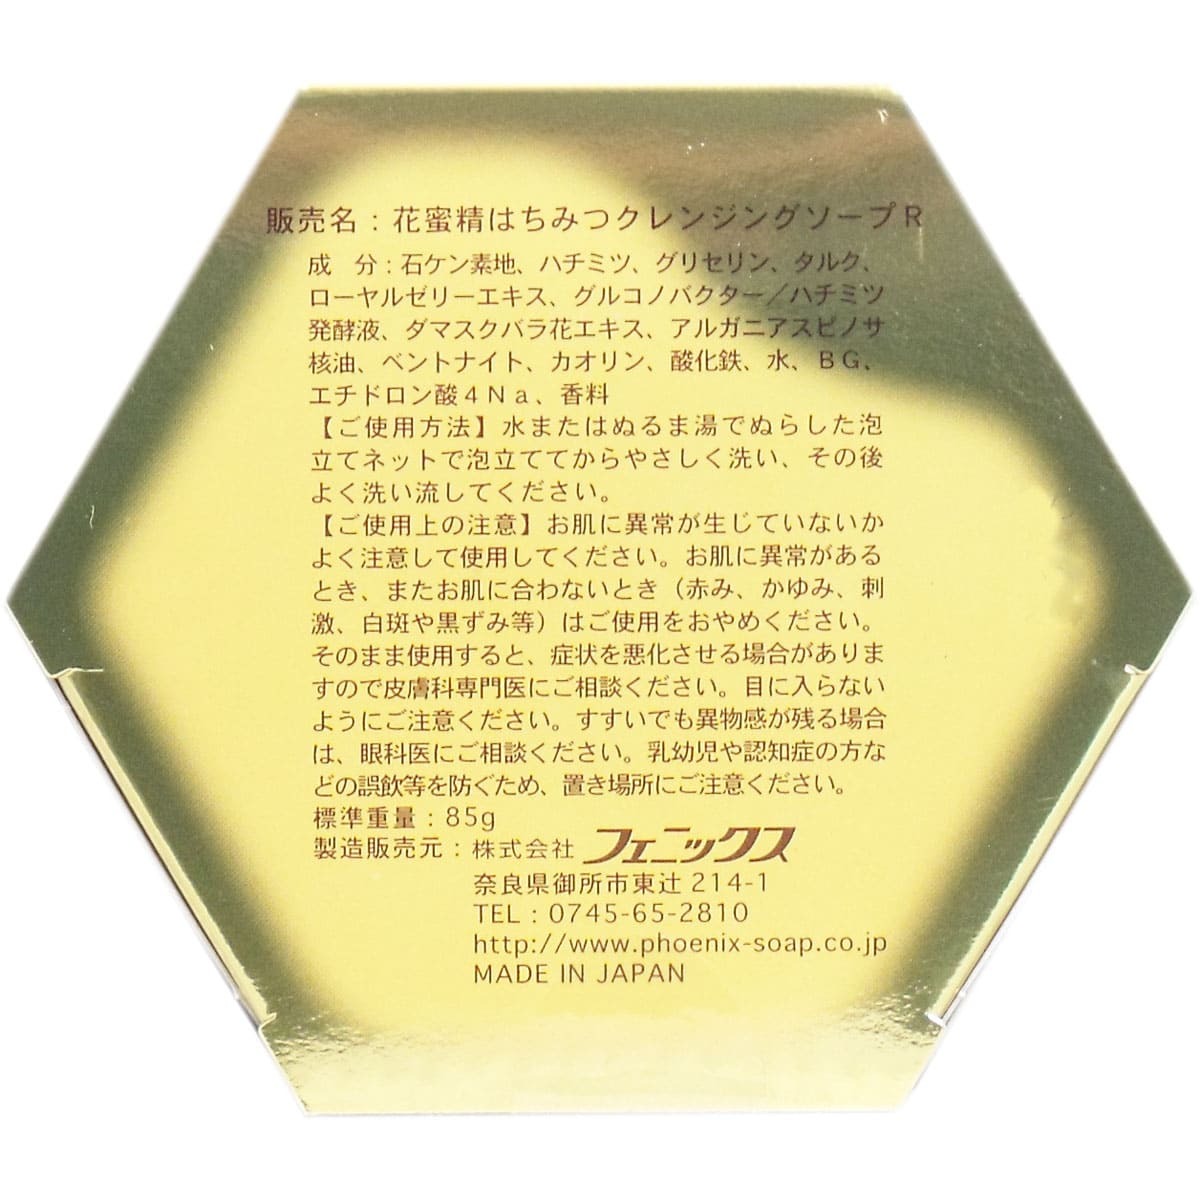 販売名：花蜜精はちみつクレンジングソープR
成　分：石ケン素地、ハチミツ、グリセリン、タルク、
ローヤルゼリーエキス、グルコノバクター／ハチミツ
発酵液、ダマスクバラ花エキス、アルガニアスピノサ
核油、ベントナイト、カオリン、酸化鉄、水、BG、
エチドロン酸４Ｎａ、香料
【ご使用方法】水またはぬるま湯でぬらした泡
立てネットで泡立ててからやさしく洗い、その後
よく洗い流してください。
【ご使用上の注意】お肌に異常が生じていないか
よく注意して使用してください。お肌に異常がある
とき、またお肌に合わないとき（赤み、かゆみ、刺
激、白斑や黒ずみ等）はご使用をおやめください。
そのまま使用すると、症状を悪化させる場合がありま
すので皮膚科専門医にご相談ください。目に入らない
ようにご注意ください。すすいでも異物感が残る場合
は、眼科医にご相談ください。乳幼児や認知症の方な
どの誤飲等を防ぐため、置き場所にご注意ください。
標準重量：85g
製造販売元：株式会社 フェニックス
奈良県御所市東辻 214-1
TEL：0745-65-2810
http://www.phoenix-soap.co.jp
MADE IN JAPAN